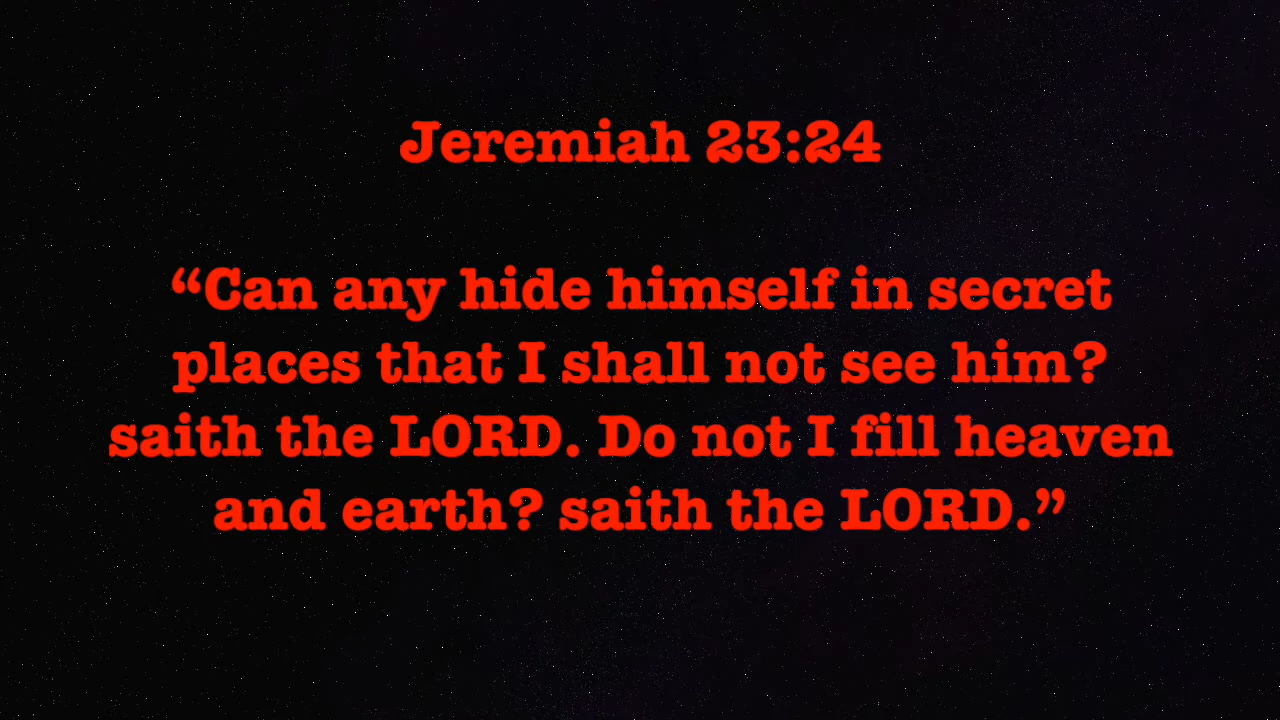 Jeremiah 23:24
“Can any hide himself in secret
places that I shall not see him?
saith the LORD. Do not I fill heaven
and earth? saith the LORD.”